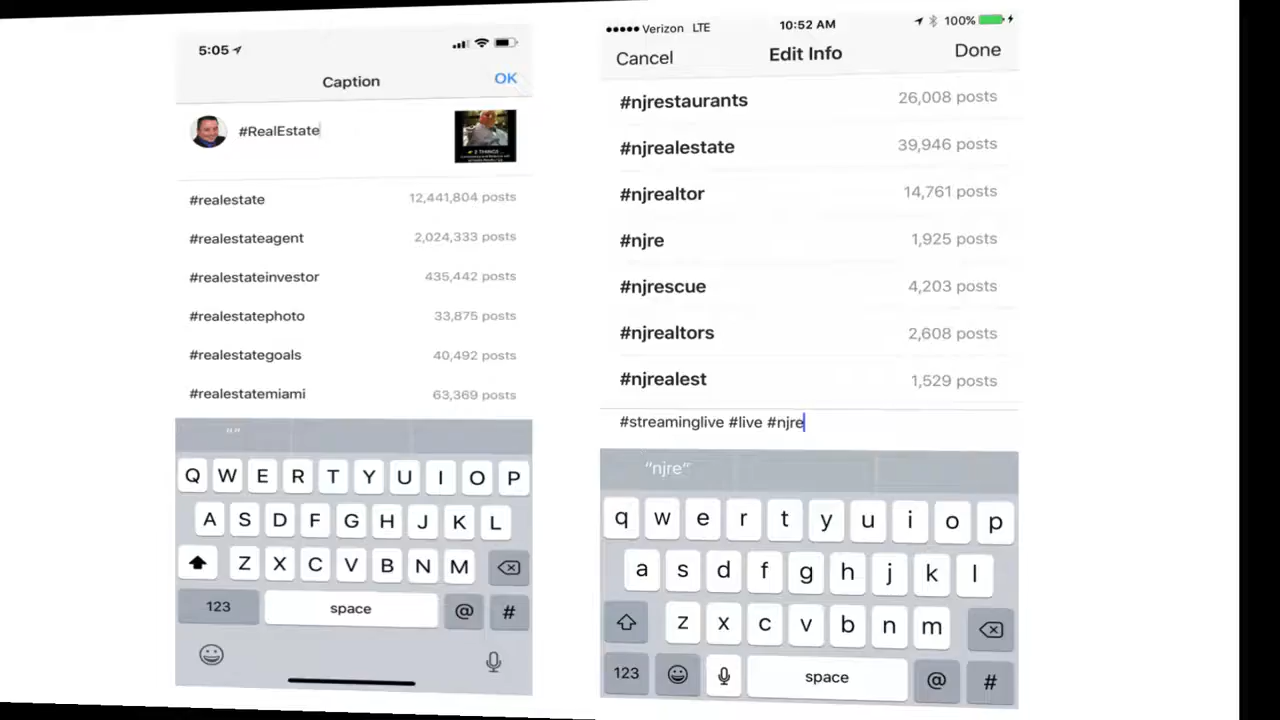 5:05
Caption
OK
#RealEstate
#realestate 12,441,804 posts
#realestateagent 2,024,333 posts
#realestateinvestor 435,442 posts
#realestatephoto 33,875 posts
#realestategoals 40,492 posts
#realestatemiami 63,369 posts
“”
Q W E R T Y U I O P
A S D F G H J K L
Z X C V B N M
123 space @ #
Verizon LTE 10:52 AM 100%
Cancel Edit Info Done
#njrestaurants 26,008 posts
#njrealestate 39,946 posts
#njrealtor 14,761 posts
#njre 1,925 posts
#njrescue 4,203 posts
#njrealtors 2,608 posts
#njrealest 1,529 posts
#streaminglive #live #njre
“njre”
q w e r t y u i o p
a s d f g h j k l
z x c v b n m
123 space @ #